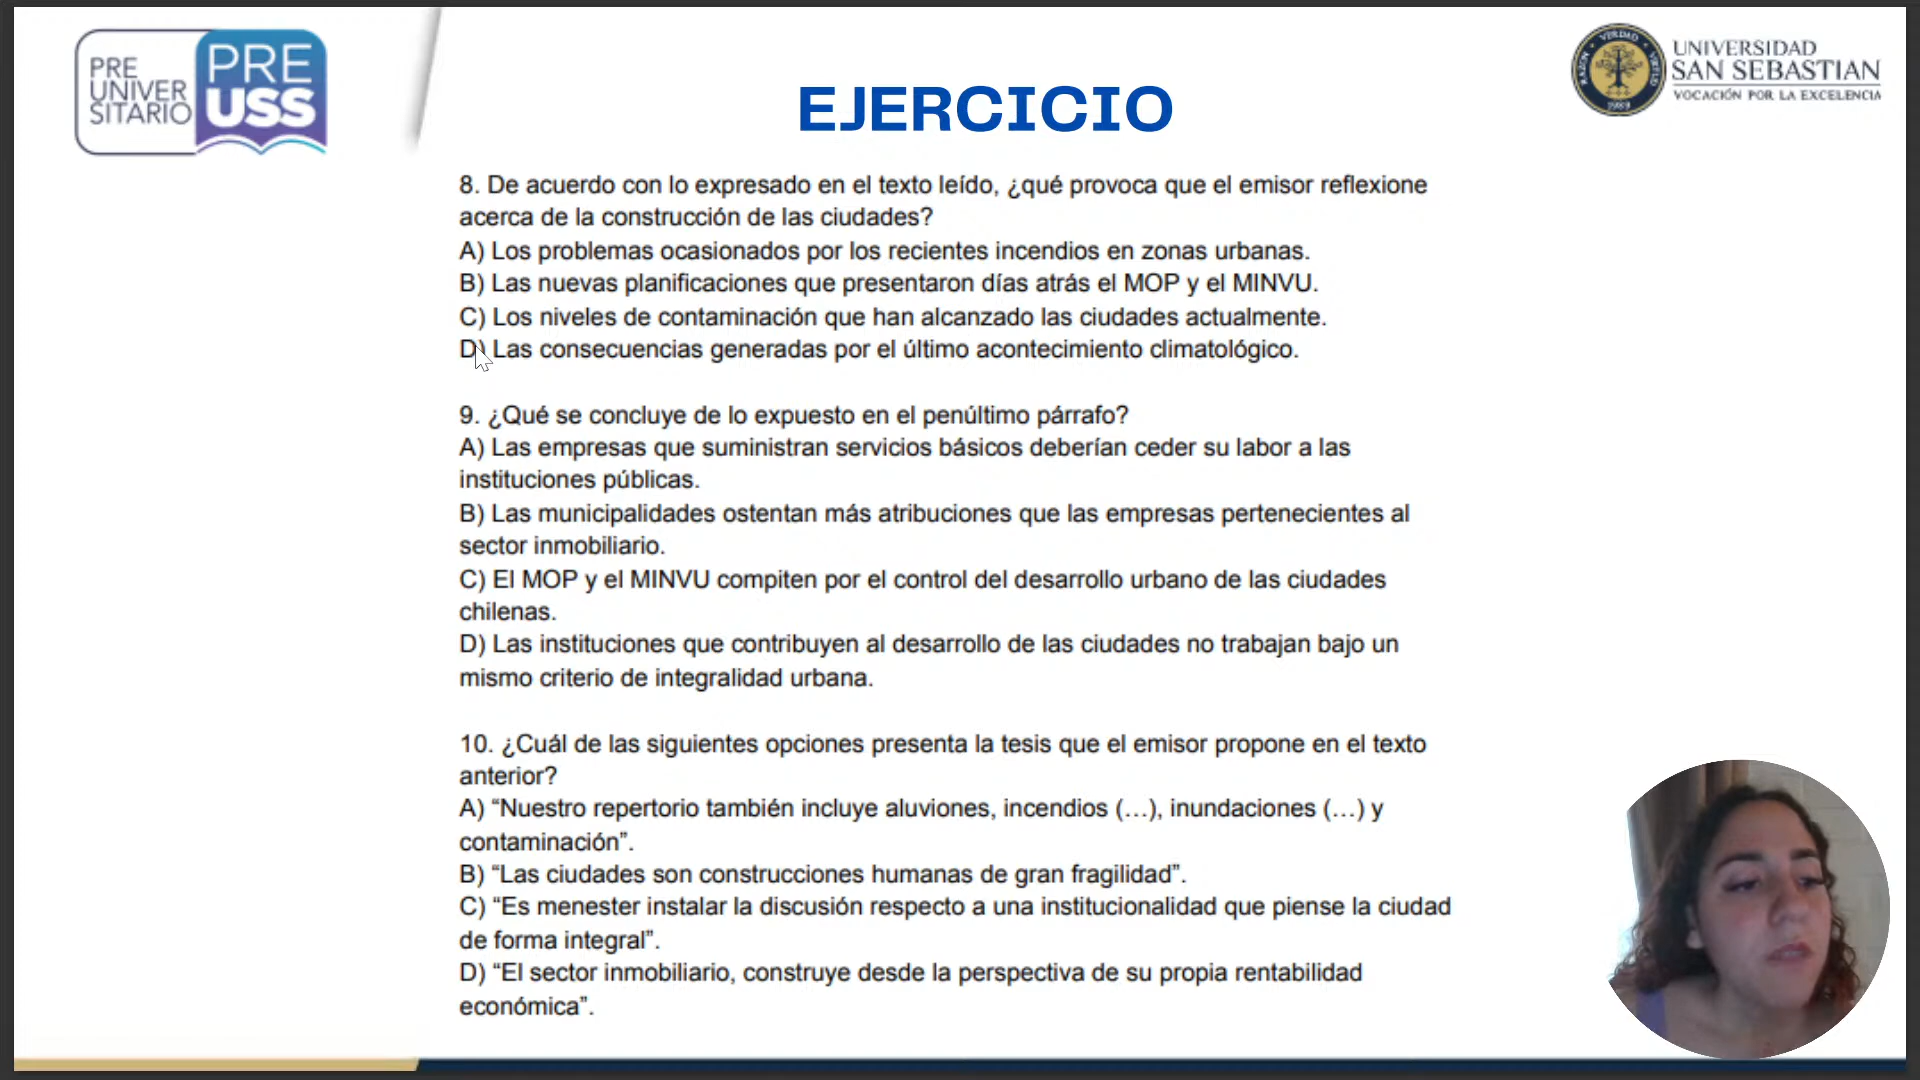 PRE
UNIVER
SITARIO
PRE
USS
EJERCICIO
VERDAD
1989
UNIVERSIDAD
SAN SEBASTIAN
VOCACIÓN POR LA EXCELENCIA
8. De acuerdo con lo expresado en el texto leído, ¿qué provoca que el emisor reflexione
acerca de la construcción de las ciudades?
A) Los problemas ocasionados por los recientes incendios en zonas urbanas.
B) Las nuevas planificaciones que presentaron días atrás el MOP y el MINVU.
C) Los niveles de contaminación que han alcanzado las ciudades actualmente.
D) Las consecuencias generadas por el último acontecimiento climatológico.
9. ¿Qué se concluye de lo expuesto en el penúltimo párrafo?
A) Las empresas que suministran servicios básicos deberían ceder su labor a las
instituciones públicas.
B) Las municipalidades ostentan más atribuciones que las empresas pertenecientes al
sector inmobiliario.
C) El MOP y el MINVU compiten por el control del desarrollo urbano de las ciudades
chilenas.
D) Las instituciones que contribuyen al desarrollo de las ciudades no trabajan bajo un
mismo criterio de integralidad urbana.
10. ¿Cuál de las siguientes opciones presenta la tesis que el emisor propone en el texto
anterior?
A) “Nuestro repertorio también incluye aluviones, incendios (…), inundaciones (…) y
contaminación”.
B) “Las ciudades son construcciones humanas de gran fragilidad”.
C) “Es menester instalar la discusión respecto a una institucionalidad que piense la ciudad
de forma integral”.
D) “El sector inmobiliario, construye desde la perspectiva de su propia rentabilidad
económica”.